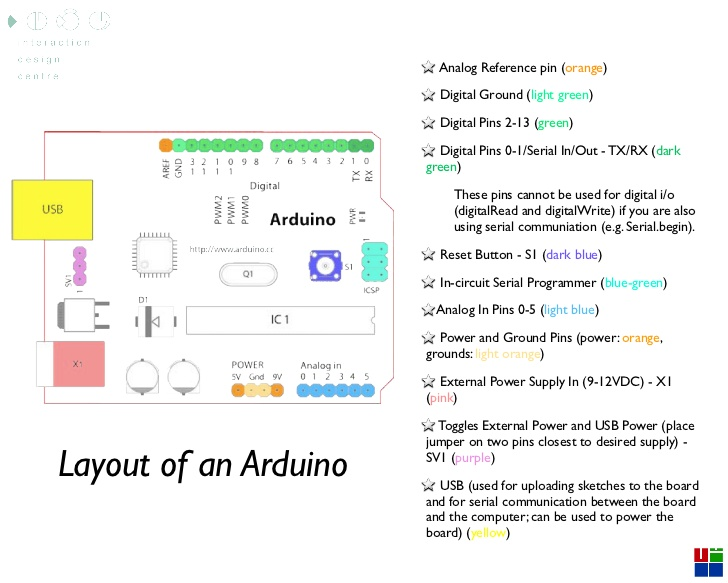 interaction
design
centre
Analog Reference pin (orange)
Digital Ground (light green)
Digital Pins 2-13 (green)
Digital Pins 0-1/Serial In/Out - TX/RX (dark
green)
These pins cannot be used for digital i/o
(digitalRead and digitalWrite) if you are also
using serial communiation (e.g. Serial.begin).
Reset Button - S1 (dark blue)
In-circuit Serial Programmer (blue-green)
Analog In Pins 0-5 (light blue)
Power and Ground Pins (power: orange,
grounds: light orange)
External Power Supply In (9-12VDC) - X1
(pink)
Toggles External Power and USB Power (place
jumper on two pins closest to desired supply) -
SV1 (purple)
USB (used for uploading sketches to the board
and for serial communication between the board
and the computer; can be used to power the
board) (yellow)
AREF GND 13 12 11 10 9 8 7 6 5 4 3 2 1 0
TX RX
Digital
USB
PWM2 PWM1 PWM0
Arduino
PWR
http://www.arduino.cc
1
Q1
S1
SV1
1
ICSP
D1
IC 1
X1
POWER
5V Gnd 9V
Analog in
0 1 2 3 4 5
Layout of an Arduino